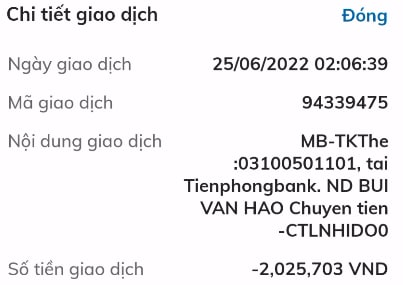 Chi tiết giao dịch Đóng
Ngày giao dịch 25/06/2022 02:06:39
Mã giao dịch 94339475
Nội dung giao dịch MB-TKThe
:03100501101, tai
Tienphongbank. ND BUI
VAN HAO Chuyen tien
-CTLNHIDO0
Số tiền giao dịch -2,025,703 VND